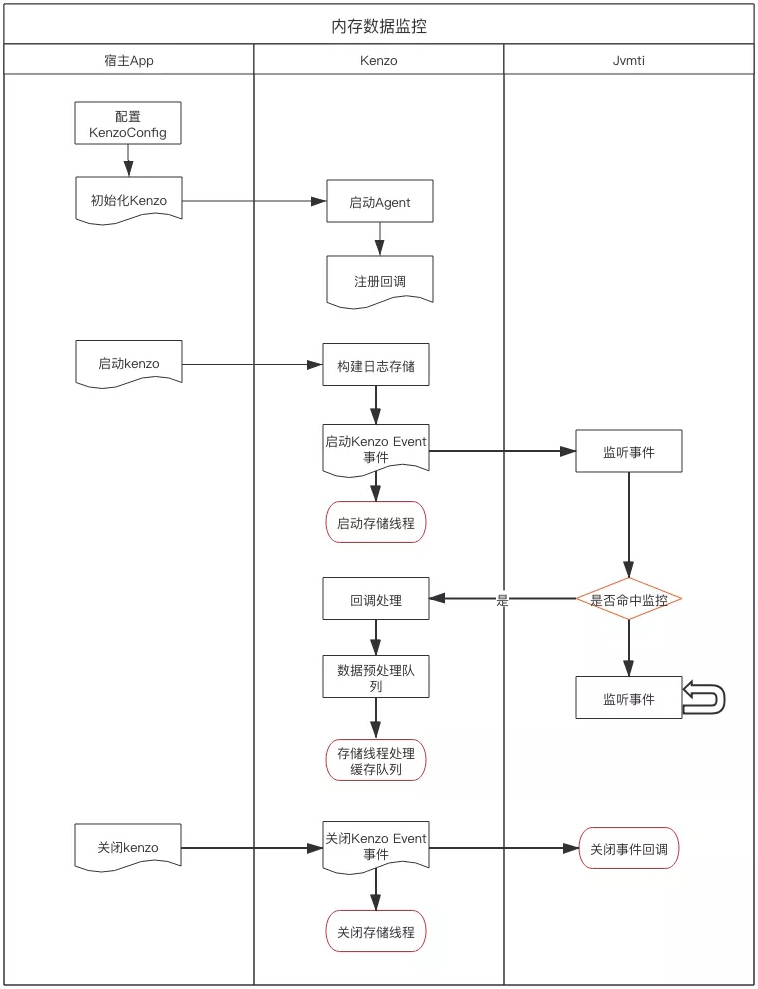 内存数据监控
宿主App
Kenzo
Jvmti
配置
KenzoConfig
初始化Kenzo
启动Agent
注册回调
启动kenzo
构建日志存储
启动Kenzo Event
事件
监听事件
启动存储线程
回调处理
是
是否命中监控
数据预处理队
列
监听事件
存储线程处理
缓存队列
关闭kenzo
关闭Kenzo Event
事件
关闭事件回调
关闭存储线程